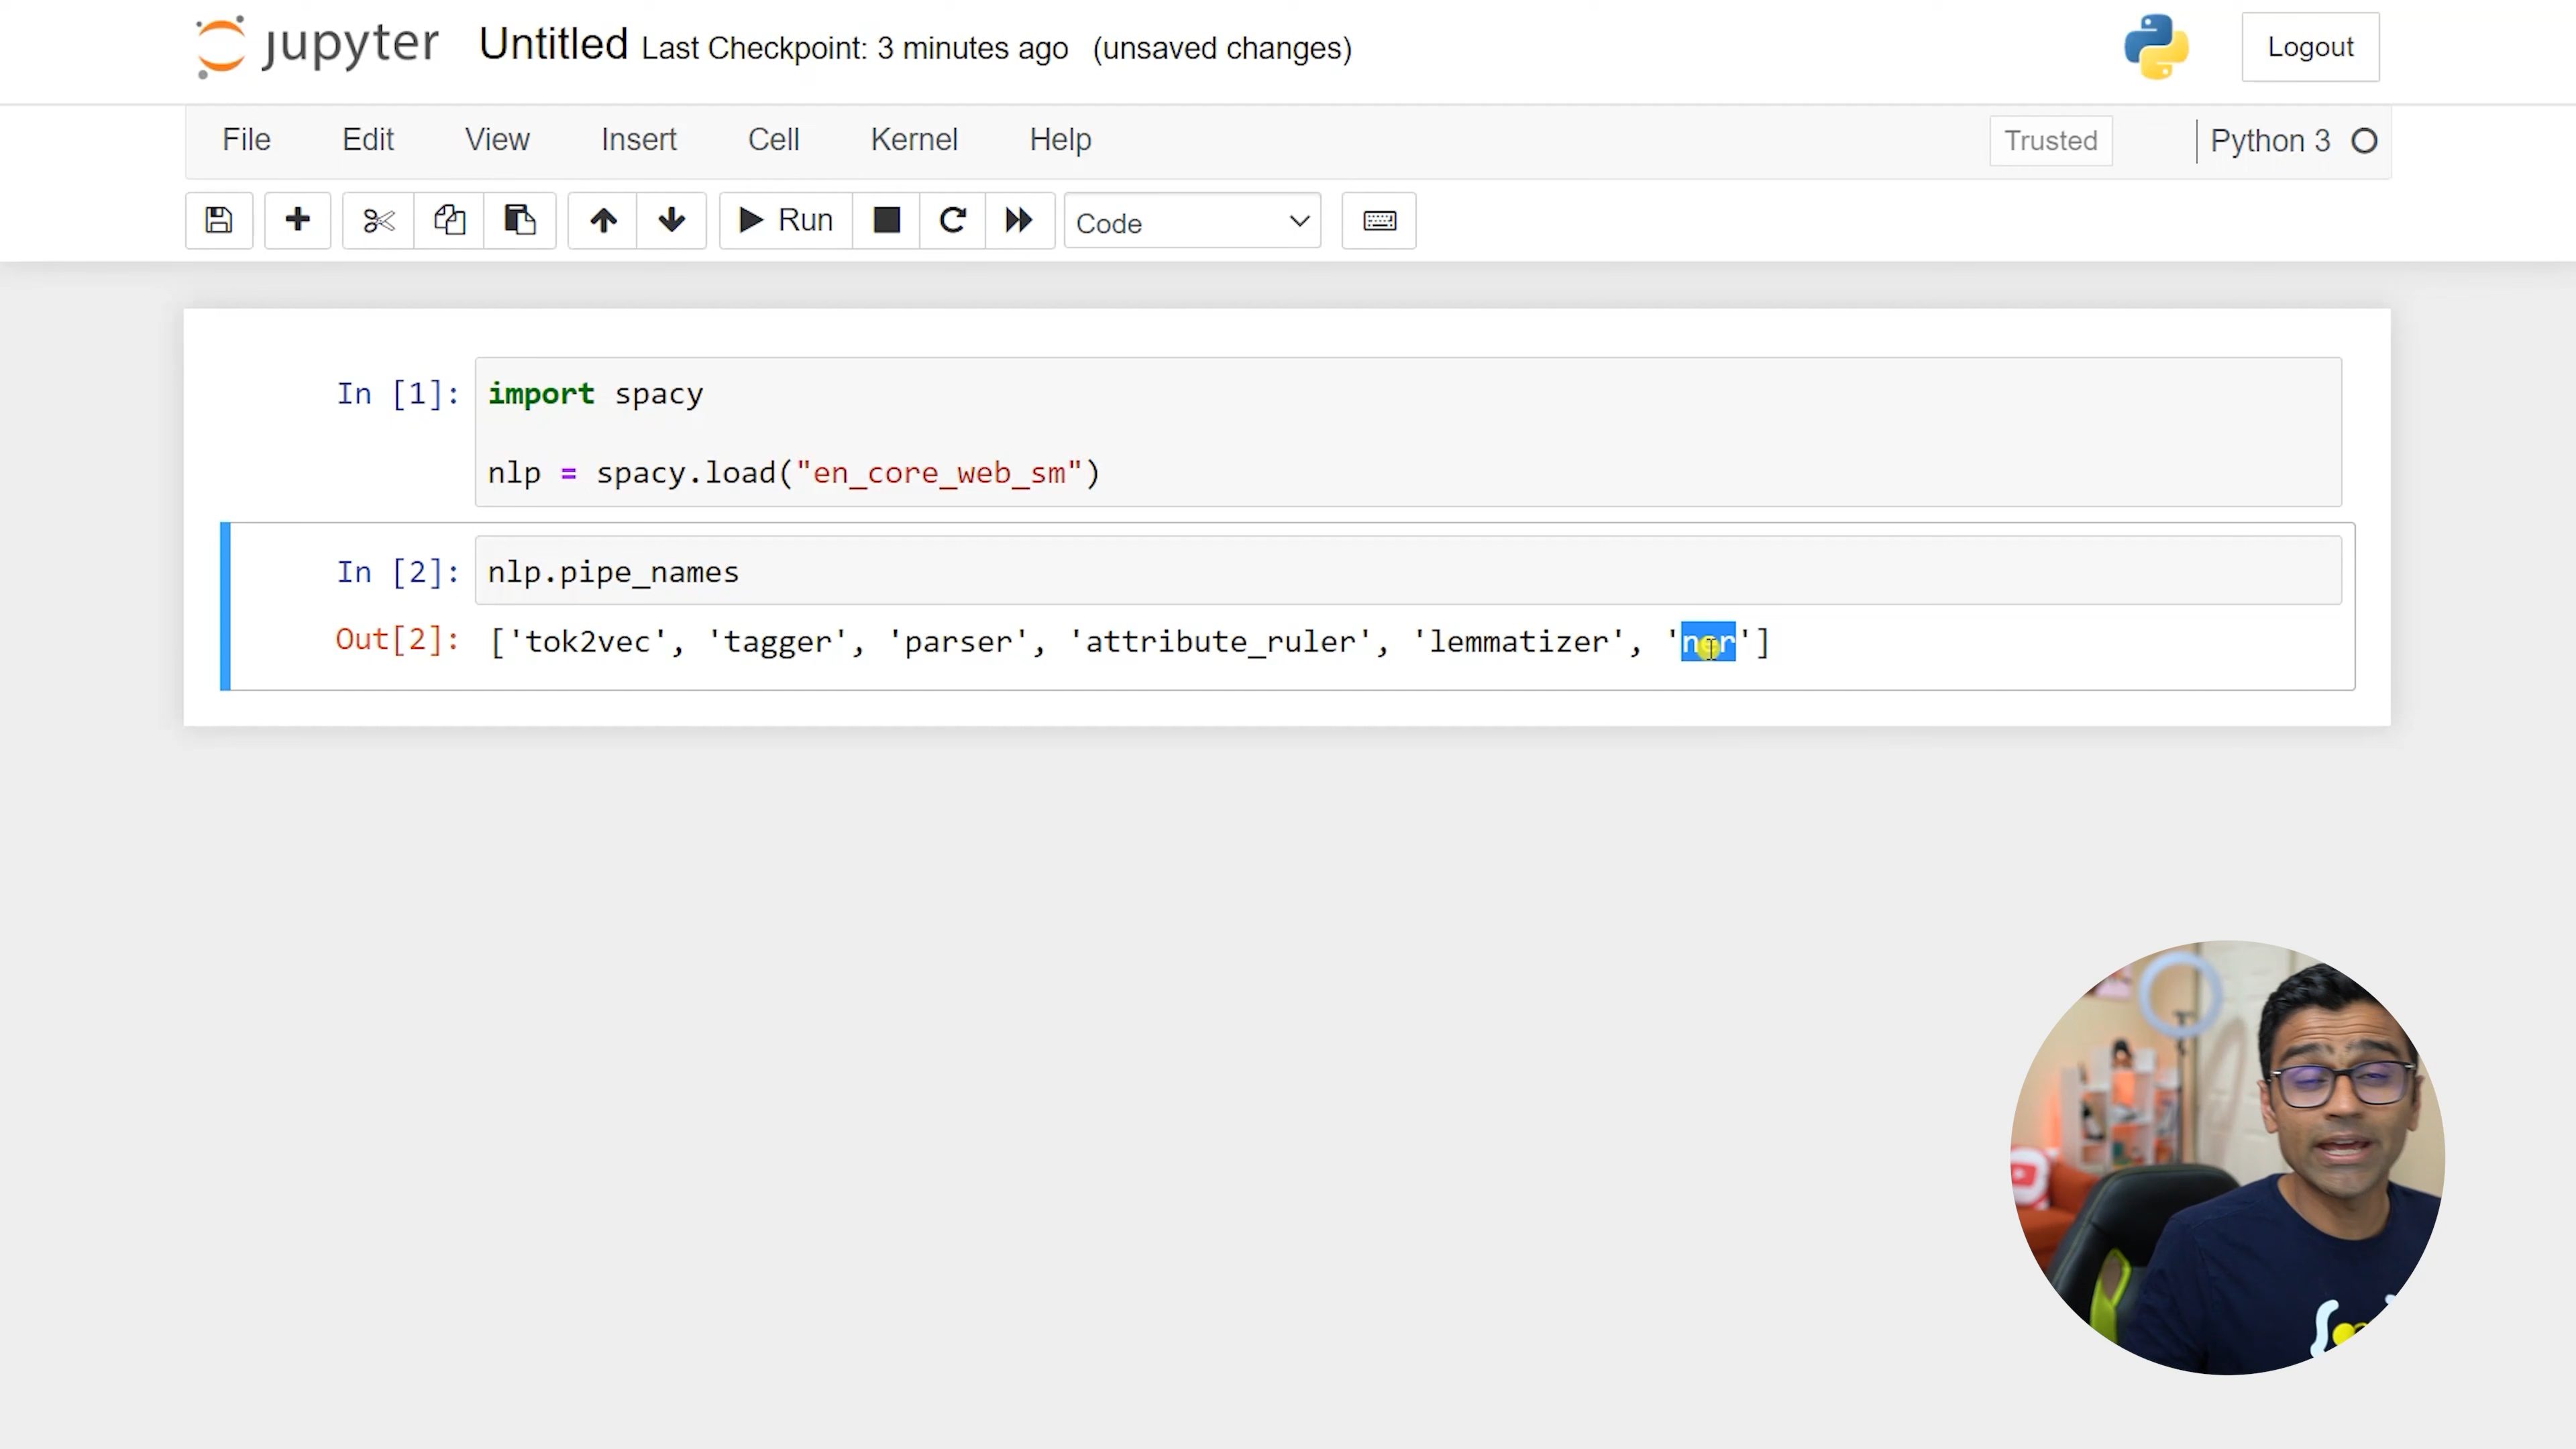 jupyter Untitled Last Checkpoint: 3 minutes ago (unsaved changes) Logout
File Edit View Insert Cell Kernel Help Trusted Python 3
Run Code
In [1]: import spacy
nlp = spacy.load("en_core_web_sm")
In [2]: nlp.pipe_names
Out[2]: ['tok2vec', 'tagger', 'parser', 'attribute_ruler', 'lemmatizer', 'ner']